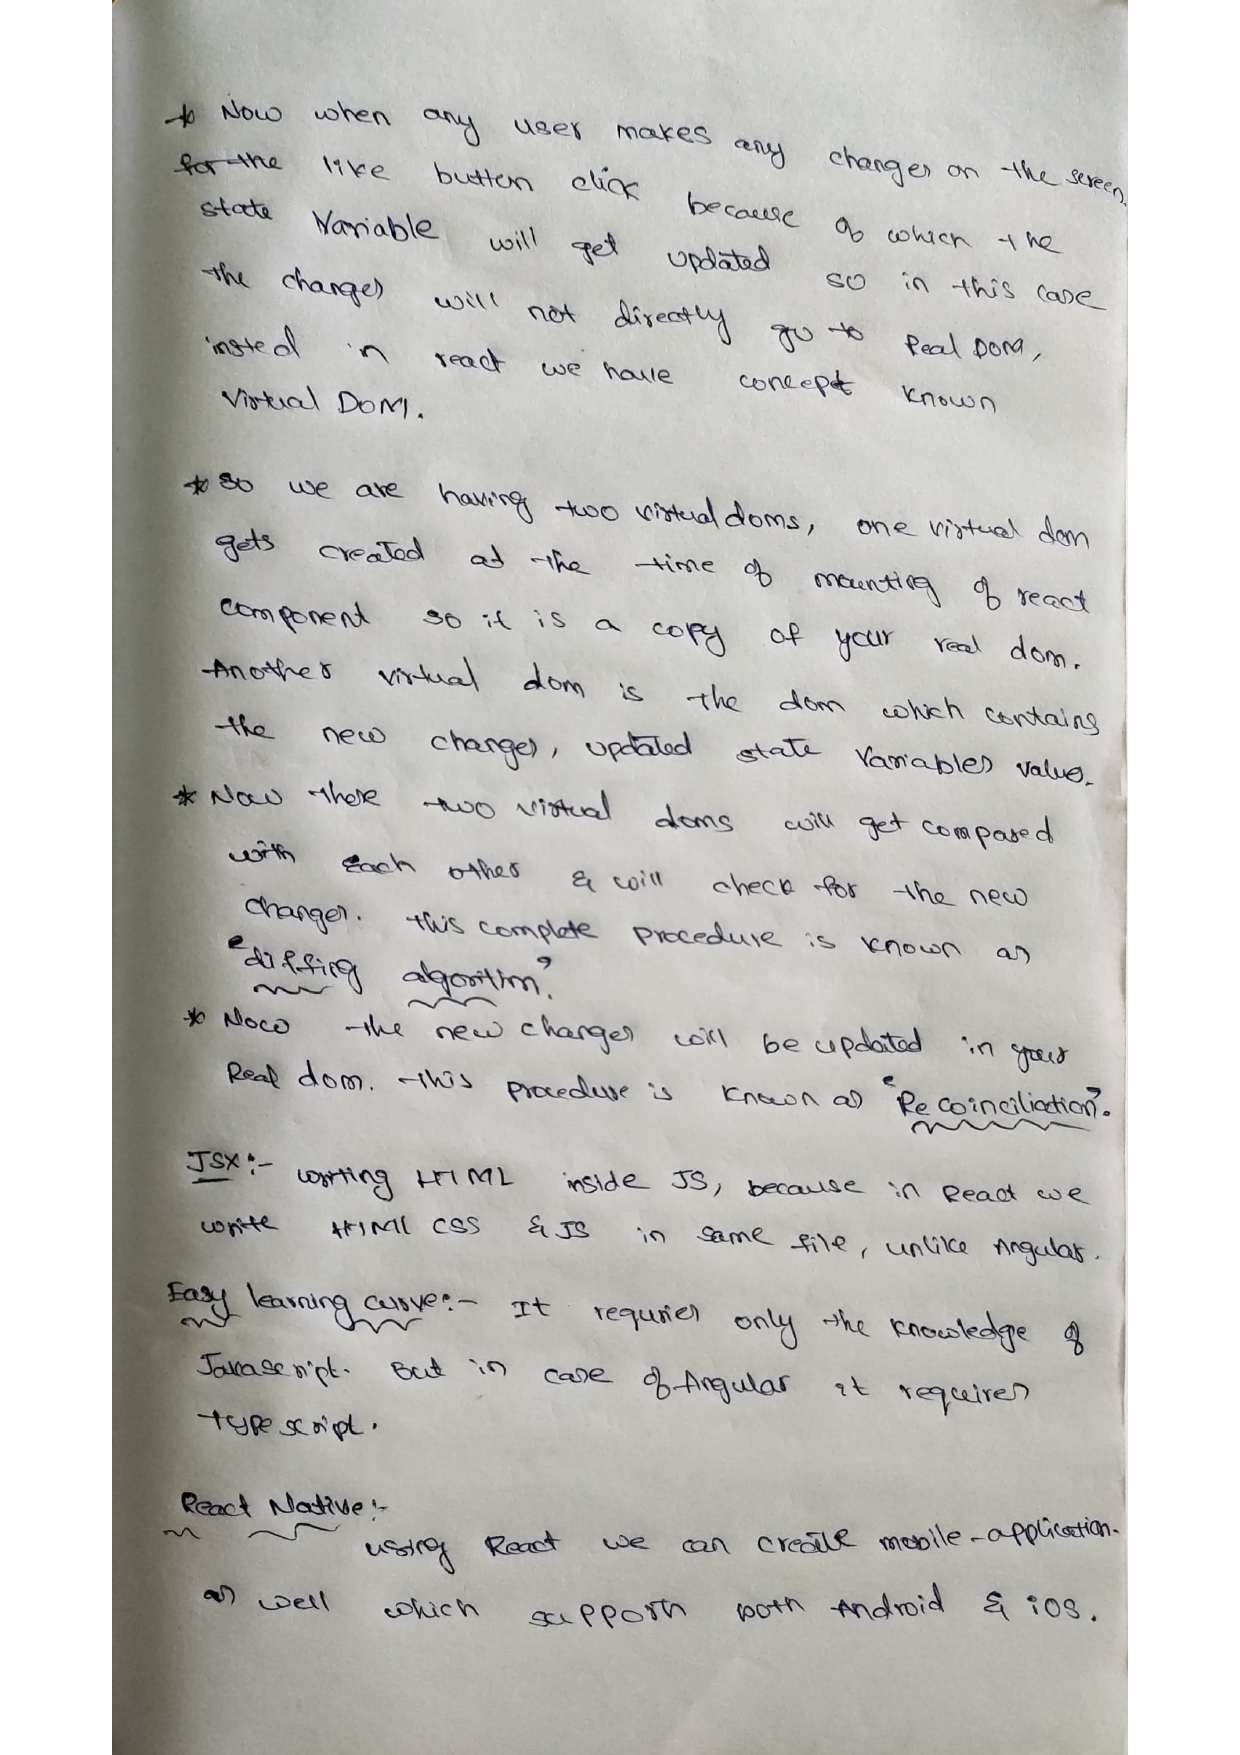 * Now when any user makes any changes on the screen.
for the like button click because of which the
state Variable will get updated so in this case
the changes will not directly go to Real DOM,
insted in react we have concept known
Virtual DOM.
* So we are having two virtual doms, one virtual dom
gets created at the time of mounting of react
component so it is a copy of your real dom.
Another virtual dom is the dom which contains
the new changes, updated state Variables value.
* Now these two virtual doms will get compared
with each other & will check for the new
changes. this complete procedure is known as
"diffing algorithm"
* Now the new changes will be updated in your
Real dom. this procedure is known as "Recoinciliation".
JSX:- writing HTML inside JS, because in React we
write HTML CSS & JS in same file, unlike Angular.
Easy learning curve:- It requries only the knowledge of
Javascript. But in case of Angular it requires
typescript.
React Native:-
using React we can create mobile-application.
as well which supports both Android & iOS.